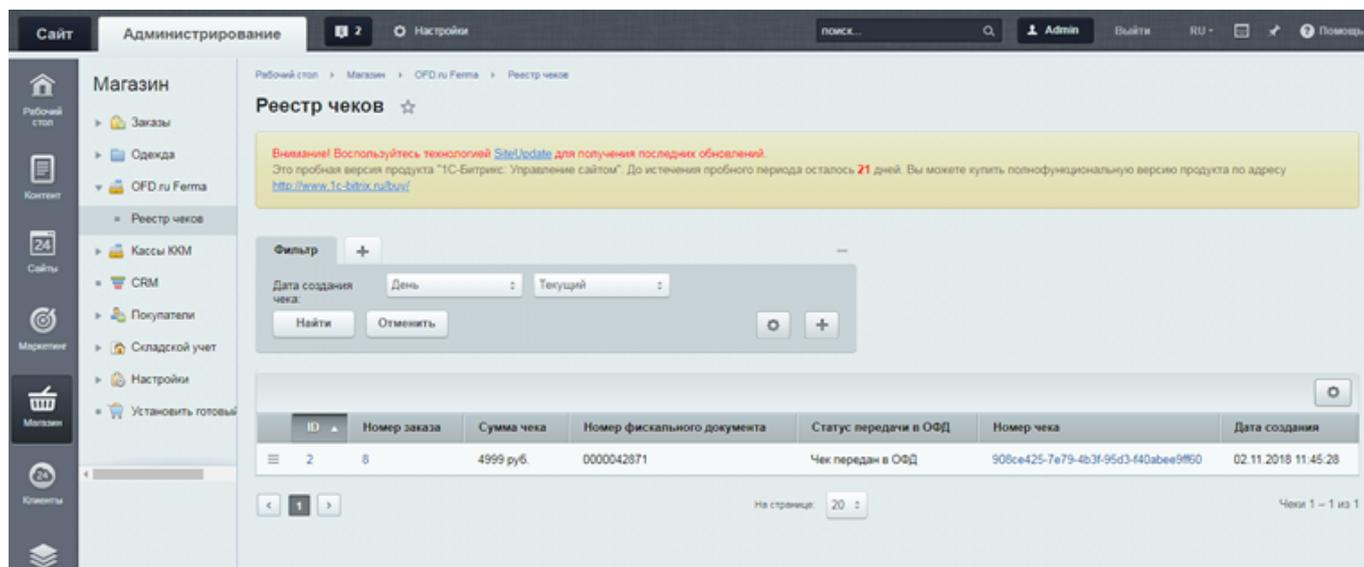 Сайт
Администрирование
2
Настройки
поиск...
Admin
Выйти
RU
Помощь
Рабочий стол
Контент
24
Сайты
Маркетинг
Магазин
24
Клиенты
Магазин
Заказы
Одежда
OFD.ru Ferma
Реестр чеков
Кассы ККМ
CRM
Покупатели
Складской учет
Настройки
Установить готовый
Рабочий стол Магазин OFD.ru Ferma Реестр чеков
Реестр чеков
Внимание! Воспользуйтесь технологией SiteUpdate для получения последних обновлений.
Это пробная версия продукта "1С-Битрикс: Управление сайтом". До истечения пробного периода осталось 21 дней. Вы можете купить полнофункциональную версию продукта по адресу
http://www.1c-bitrix.ru/buy/
Фильтр
Дата создания чека:
День
Текущий
Найти
Отменить
ID Номер заказа Сумма чека Номер фискального документа Статус передачи в ОФД Номер чека Дата создания
2 8 4999 руб. 0000042871 Чек передан в ОФД 908ce425-7e79-4b3f-95d3-f40abee9ff60 02.11.2018 11:45:28
1
На странице: 20
Чеки 1 – 1 из 1